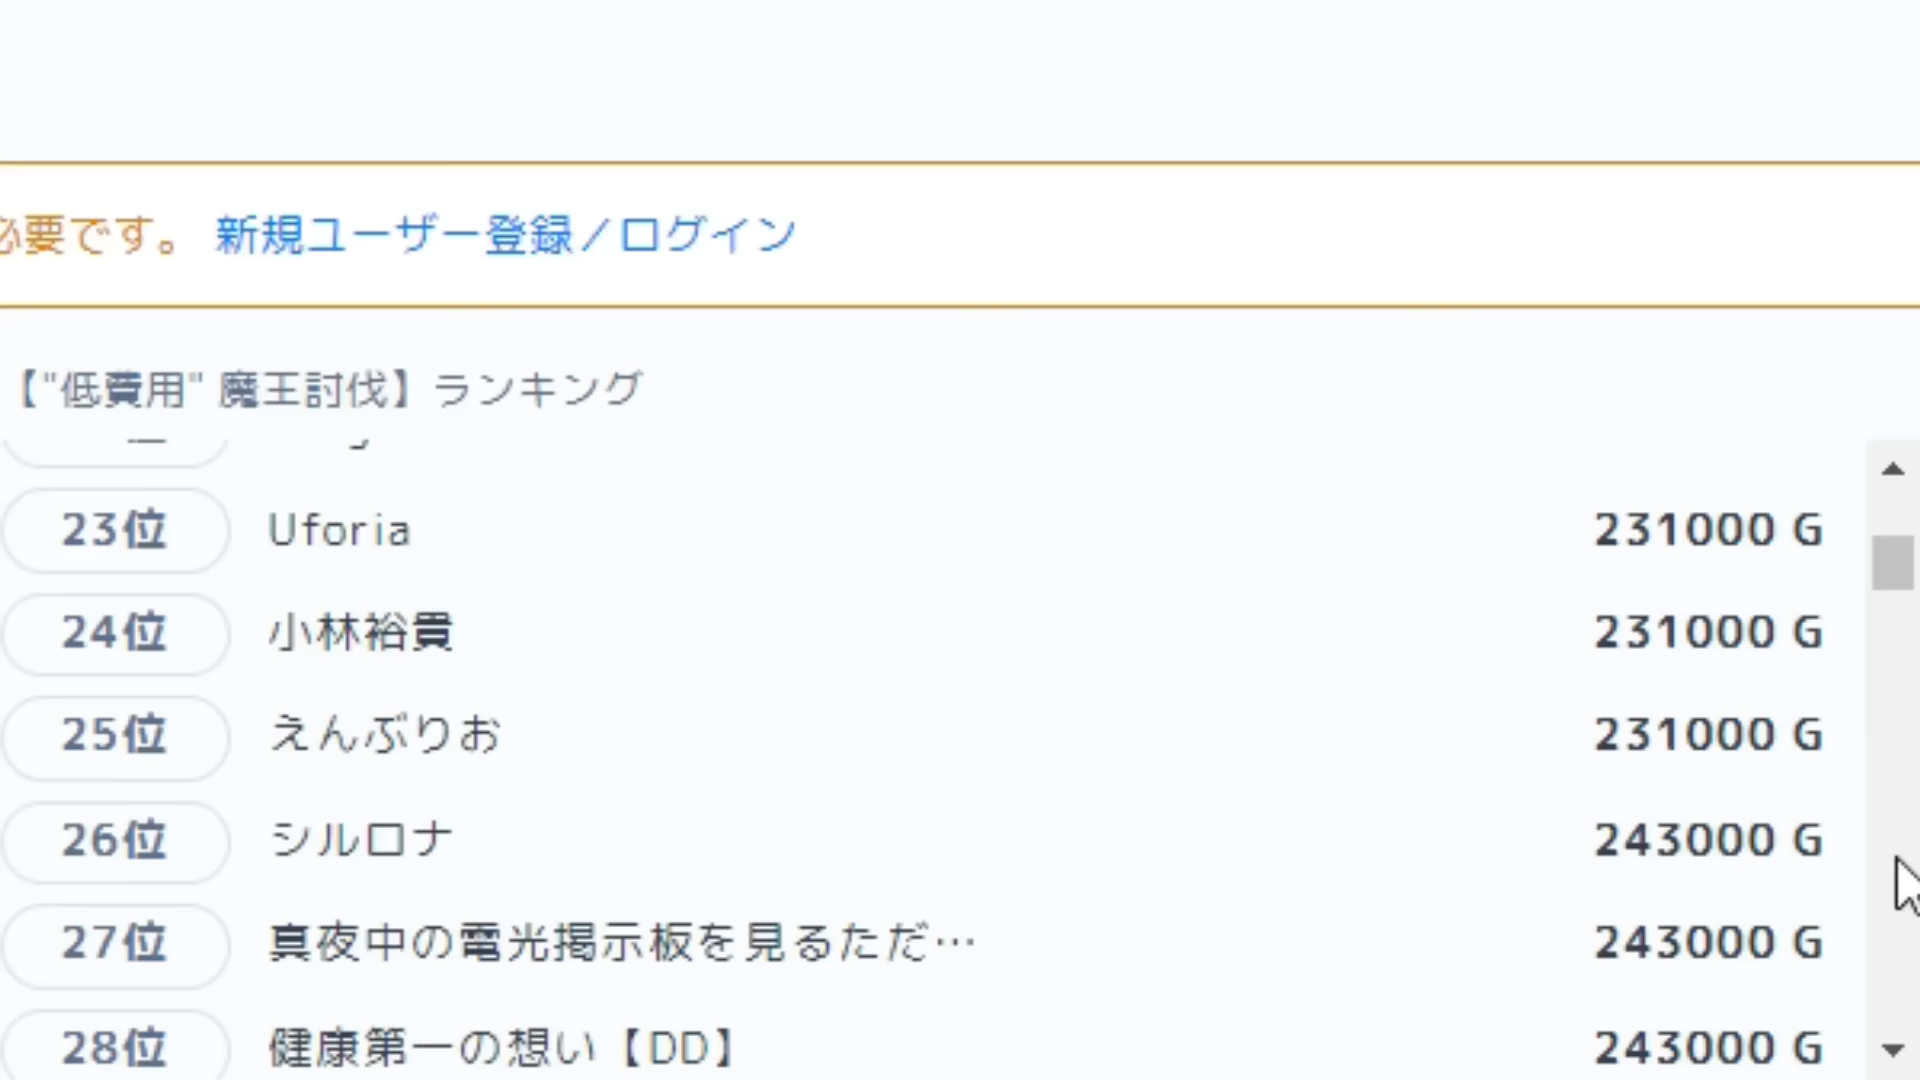 必要です。 新規ユーザー登録／ログイン
【"低費用" 魔王討伐】ランキング
23位 Uforia 231000 G
24位 小林裕貴 231000 G
25位 えんぶりお 231000 G
26位 シルロナ 243000 G
27位 真夜中の電光掲示板を見るただ… 243000 G
28位 健康第一の想い【DD】 243000 G